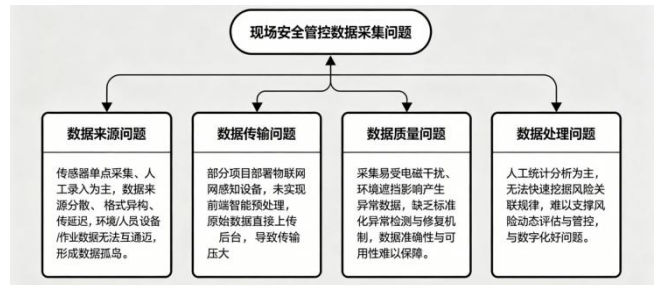 现场安全管控数据采集问题
数据来源问题
传感器单点采集、人
工录入为主，数据来
源分散、格式异构、
传延迟，环境/人员设备
/作业数据无法互通迈，
形成数据孤岛。
数据传输问题
部分项目部署物联网
网感知设备，未实现
前端智能预处理，
原始数据直接上传
后台，导致传输
压大
数据质量问题
采集易受电磁干扰、
环境遮挡影响产生
异常数据，缺乏标准
化异常检测与修复机
制，数据准确性与可
用性难以保障。
数据处理问题
人工统计分析为主，
无法快速挖掘风险关
联规律，难以支撑风
险动态评估与管控，
与数字化好问题。